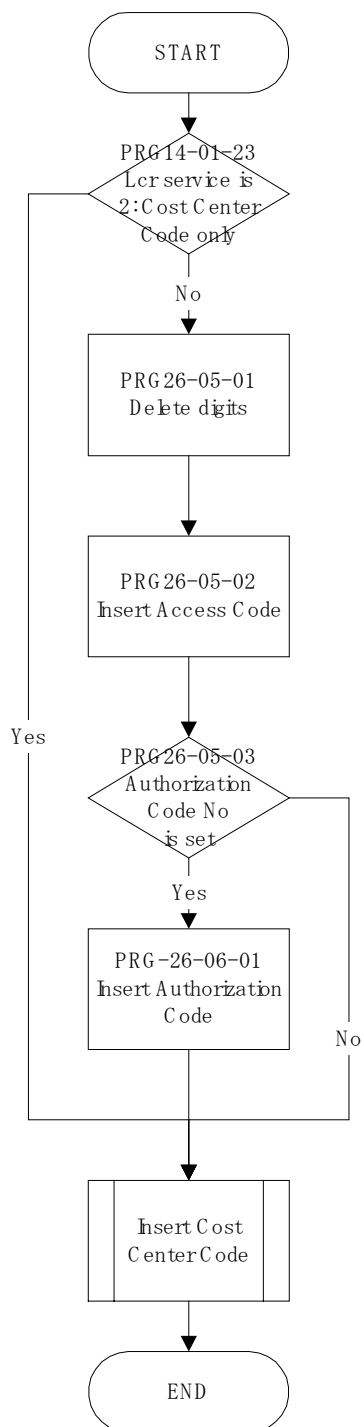 START
PRG14-01-23
Lcr service is
2:Cost Center
Code only
No
PRG26-05-01
Delete digits
PRG26-05-02
Insert Access Code
Yes
PRG26-05-03
Authorization
Code No
is set
Yes
PRG-26-06-01
Insert Authorization
Code
No
Insert Cost
Center Code
END